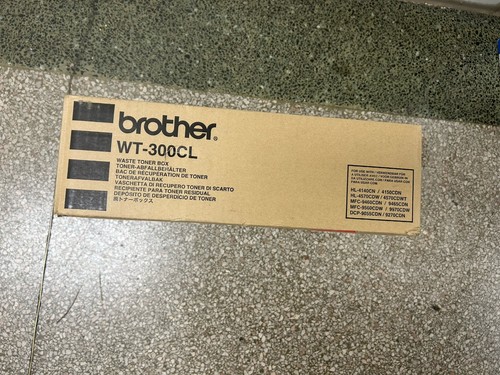 brother®
WT-300CL
WASTE TONER BOX
TONER-ABFALLBEHÄLTER
BAC DE RÉCUPÉRATION DE TONER
TONERAFVALBAK
VASCHETTA DI RECUPERO TONER DI SCARTO
RECIPIENTE PARA TONER RESIDUAL
DEPÓSITO DE DESPERDÍCIO DE TONER
廃トナーボックス
HL-4140CN / 4150CDN
HL-4570CDW / 4570CDWT
MFC-9460CDN / 9465CDN
MFC-9560CDW / 9970CDW
DCP-9055CDN / 9270CDN